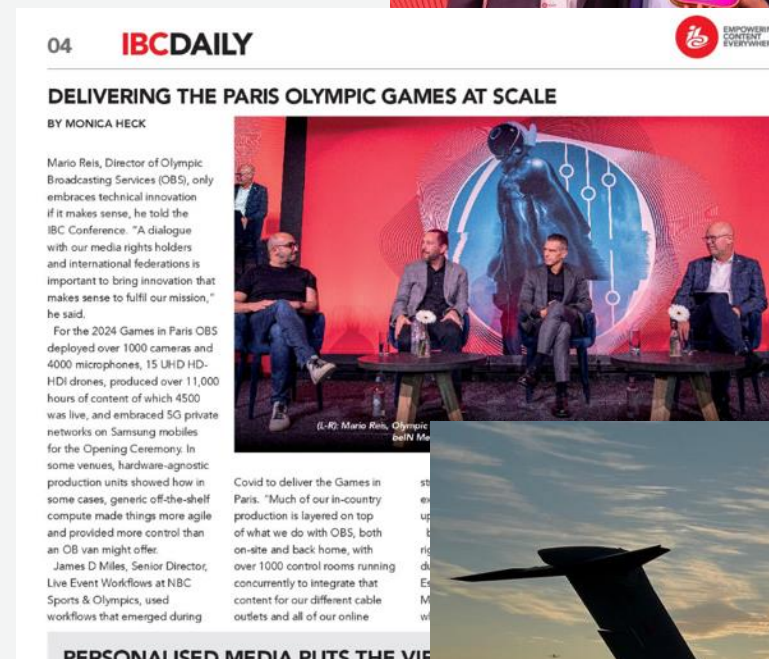 04 IBCDAILY
EMPOWERING
CONTENT
EVERYWHERE
DELIVERING THE PARIS OLYMPIC GAMES AT SCALE
BY MONICA HECK
Mario Reis, Director of Olympic
Broadcasting Services (OBS), only
embraces technical innovation
if it makes sense, he told the
IBC Conference. "A dialogue
with our media rights holders
and international federations is
important to bring innovation that
makes sense to fulfil our mission,"
he said.
For the 2024 Games in Paris OBS
deployed over 1000 cameras and
4000 microphones, 15 UHD HD-
HDI drones, produced over 11,000
hours of content of which 4500
was live, and embraced 5G private
networks on Samsung mobiles
for the Opening Ceremony. In
some venues, hardware-agnostic
production units showed how in
some cases, generic off-the-shelf
compute made things more agile
and provided more control than
an OB van might offer.
James D Miles, Senior Director,
Live Event Workflows at NBC
Sports & Olympics, used
workflows that emerged during
(L-R): Mario Reis, Olympic
beIN Me
Covid to deliver the Games in
Paris. "Much of our in-country
production is layered on top
of what we do with OBS, both
on-site and back home, with
over 1000 control rooms running
concurrently to integrate that
content for our different cable
outlets and all of our online
PERSONALISED MEDIA PUTS THE VIE